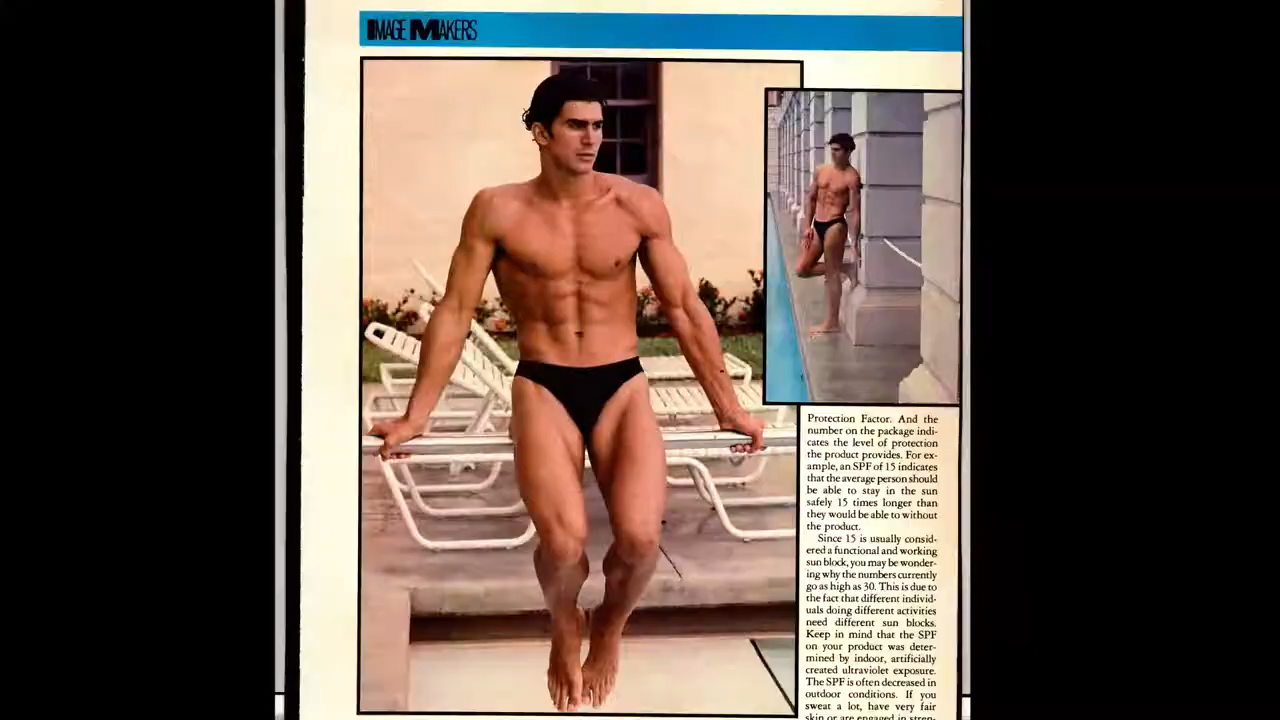 IMAGE MAKERS
Protection Factor. And the
number on the package indi-
cates the level of protection
the product provides. For ex-
ample, an SPF of 15 indicates
that the average person should
be able to stay in the sun
safely 15 times longer than
they would be able to without
the product.
Since 15 is usually consid-
ered a functional and working
sun block, you may be wonder-
ing why the numbers currently
go as high as 30. This is due to
the fact that different individ-
uals doing different activities
need different sun blocks.
Keep in mind that the SPF
on your product was deter-
mined by indoor, artificially
created ultraviolet exposure.
The SPF is often decreased in
outdoor conditions. If you
sweat a lot, have very fair
skin or are engaged in stren-